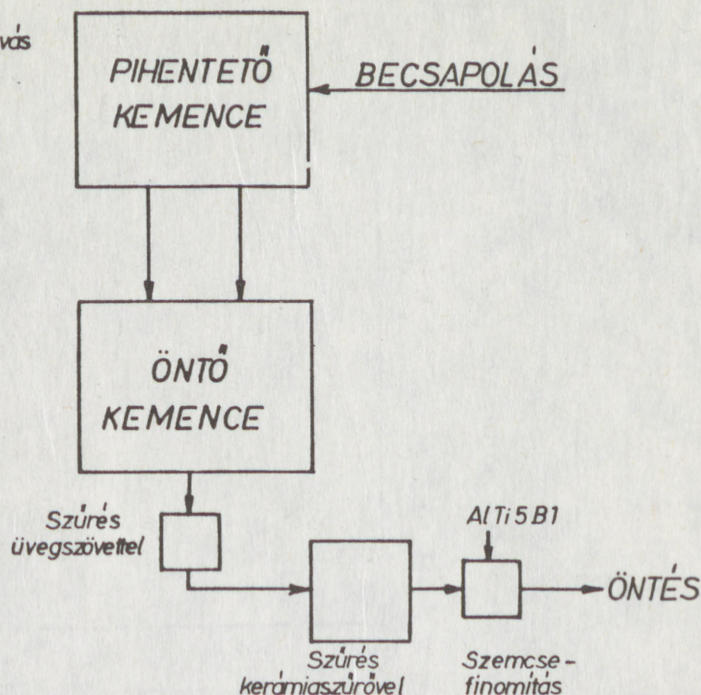 PIHENTETŐ
KEMENCE
BECSAPOLÁS
ÖNTŐ
KEMENCE
Szűrés
üvegszövettel
AlTi5B1
ÖNTÉS
Szűrés
kerámiaszűrővel
Szemcse-
finomítás